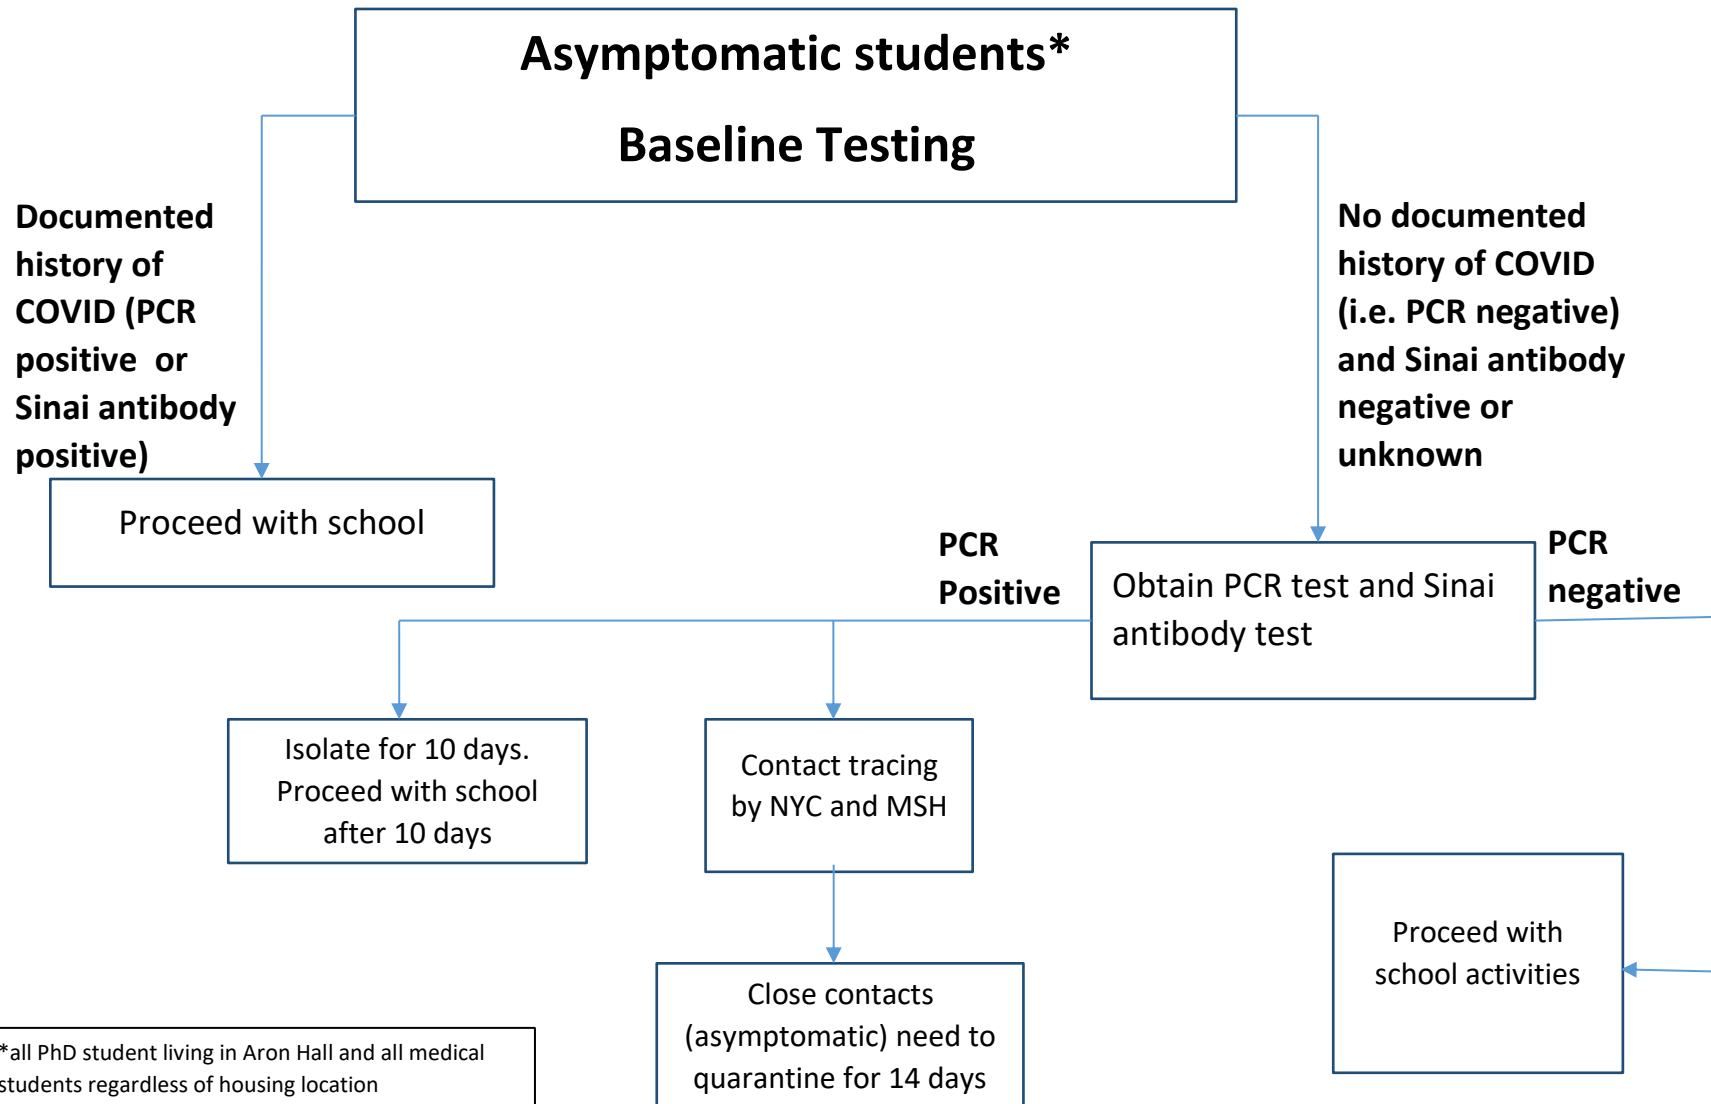 Asymptomatic students*
Baseline Testing
Documented
history of
COVID (PCR
positive or
Sinai antibody
positive)
No documented
history of COVID
(i.e. PCR negative)
and Sinai antibody
negative or
unknown
Proceed with school
PCR
Positive
Obtain PCR test and Sinai
antibody test
PCR
negative
Isolate for 10 days.
Proceed with school
after 10 days
Contact tracing
by NYC and MSH
Proceed with
school activities
Close contacts
(asymptomatic) need to
quarantine for 14 days
*all PhD student living in Aron Hall and all medical
students regardless of housing location